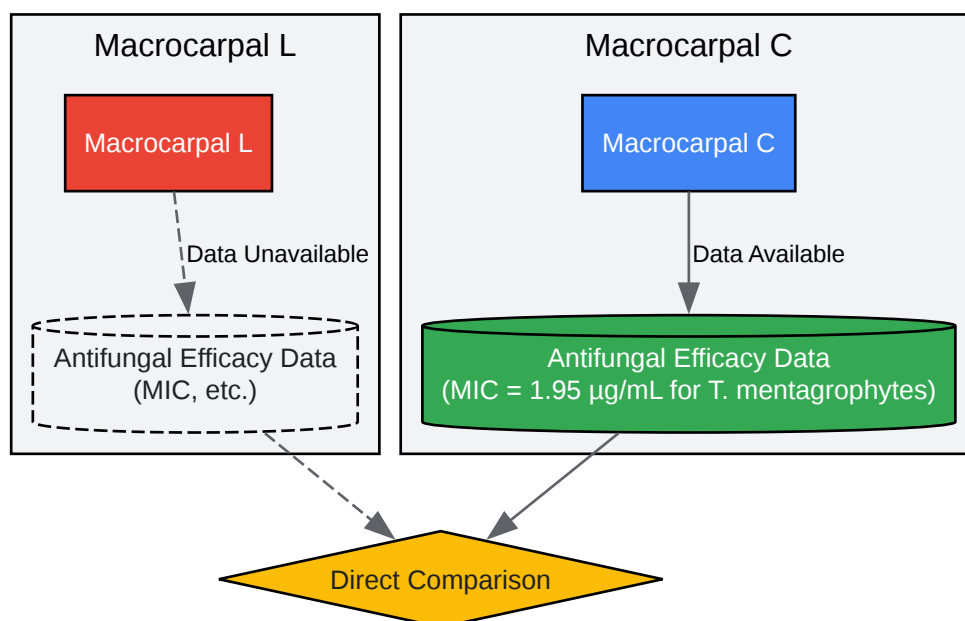 Macrocarpal L
Macrocarpal C
Macrocarpal L
Macrocarpal C
Data Unavailable
Data Available
Antifungal Efficacy Data
(MIC, etc.)
Antifungal Efficacy Data
(MIC = 1.95 µg/mL for T. mentagrophytes)
Direct Comparison